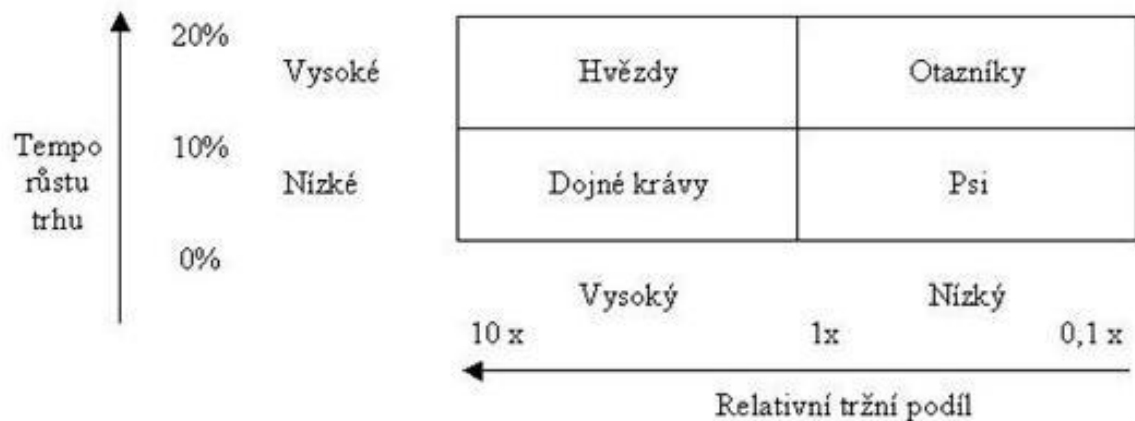 20%
Vysoké
Hvězdy
Otazníky
Tempo
růstu
trhu
10%
Nízké
Dojné krávy
Psi
0%
Vysoký
Nízký
10 x
1x
0,1 x
Relativní tržní podíl